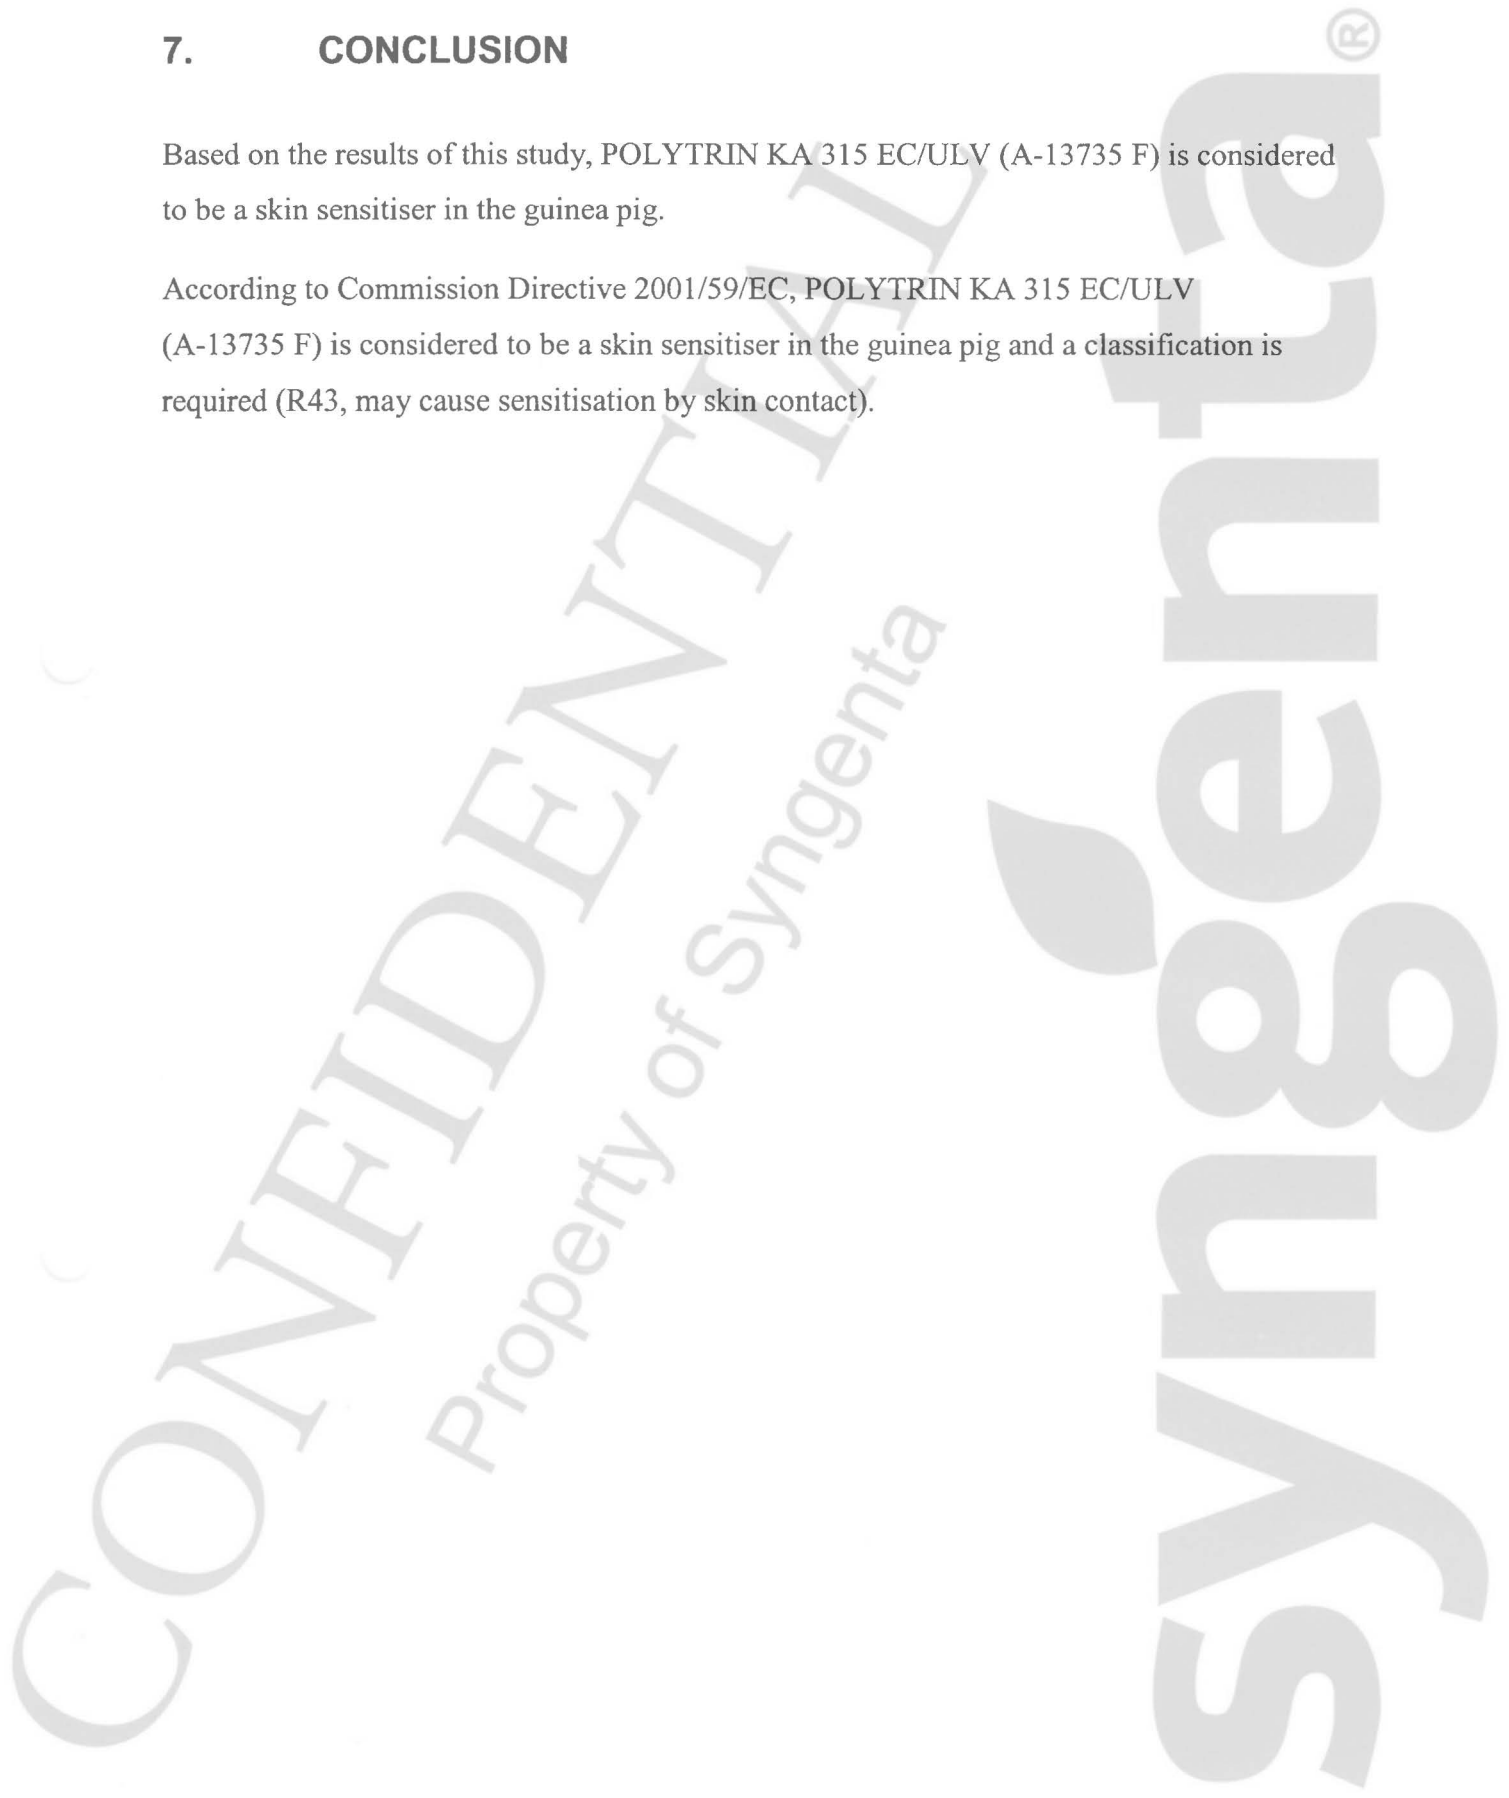 7. CONCLUSION
Based on the results of this study, POLYTRIN KA 315 EC/ULV (A-13735 F) is considered
to be a skin sensitiser in the guinea pig.
According to Commission Directive 2001/59/EC, POLYTRIN KA 315 EC/ULV
(A-13735 F) is considered to be a skin sensitiser in the guinea pig and a classification is
required (R43, may cause sensitisation by skin contact).
CONFIDENTIAL
Property of Syngenta
syngenta®